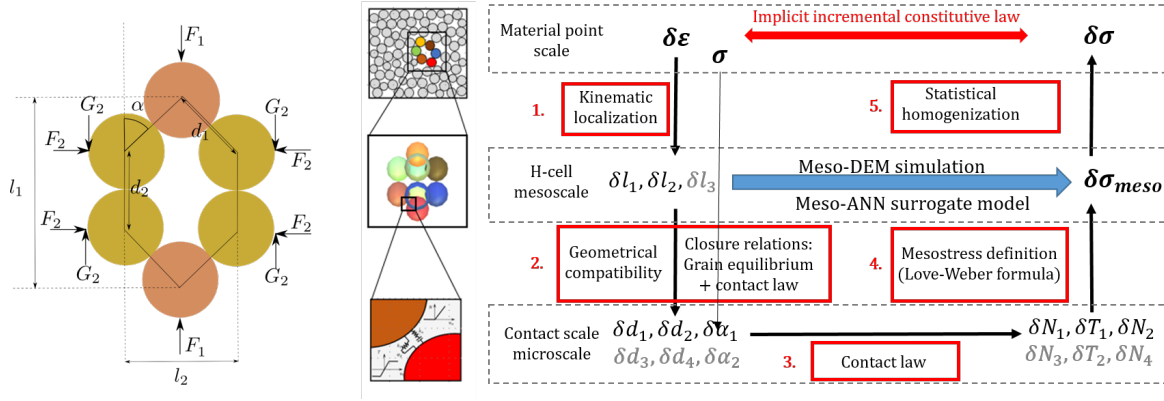 F₁
G₂
α
G₂
F₂
d₁
F₂
l₁
d₂
F₂
F₂
G₂
G₂
F₁
l₂
Material point
scale
δε
σ
Implicit incremental constitutive law
δσ
1.
Kinematic
localization
5.
Statistical
homogenization
H-cell
mesoscale
δl₁, δl₂, δl₃
Meso-DEM simulation
Meso-ANN surrogate model
δσₘₑₛₒ
2.
Geometrical
compatibility
Closure relations:
Grain equilibrium
+ contact law
4.
Mesostress definition
(Love-Weber formula)
Contact scale
microscale
δd₁, δd₂, δα₁
δd₃, δd₄, δα₂
3.
Contact law
δN₁, δT₁, δN₂
δN₃, δT₂, δN₄